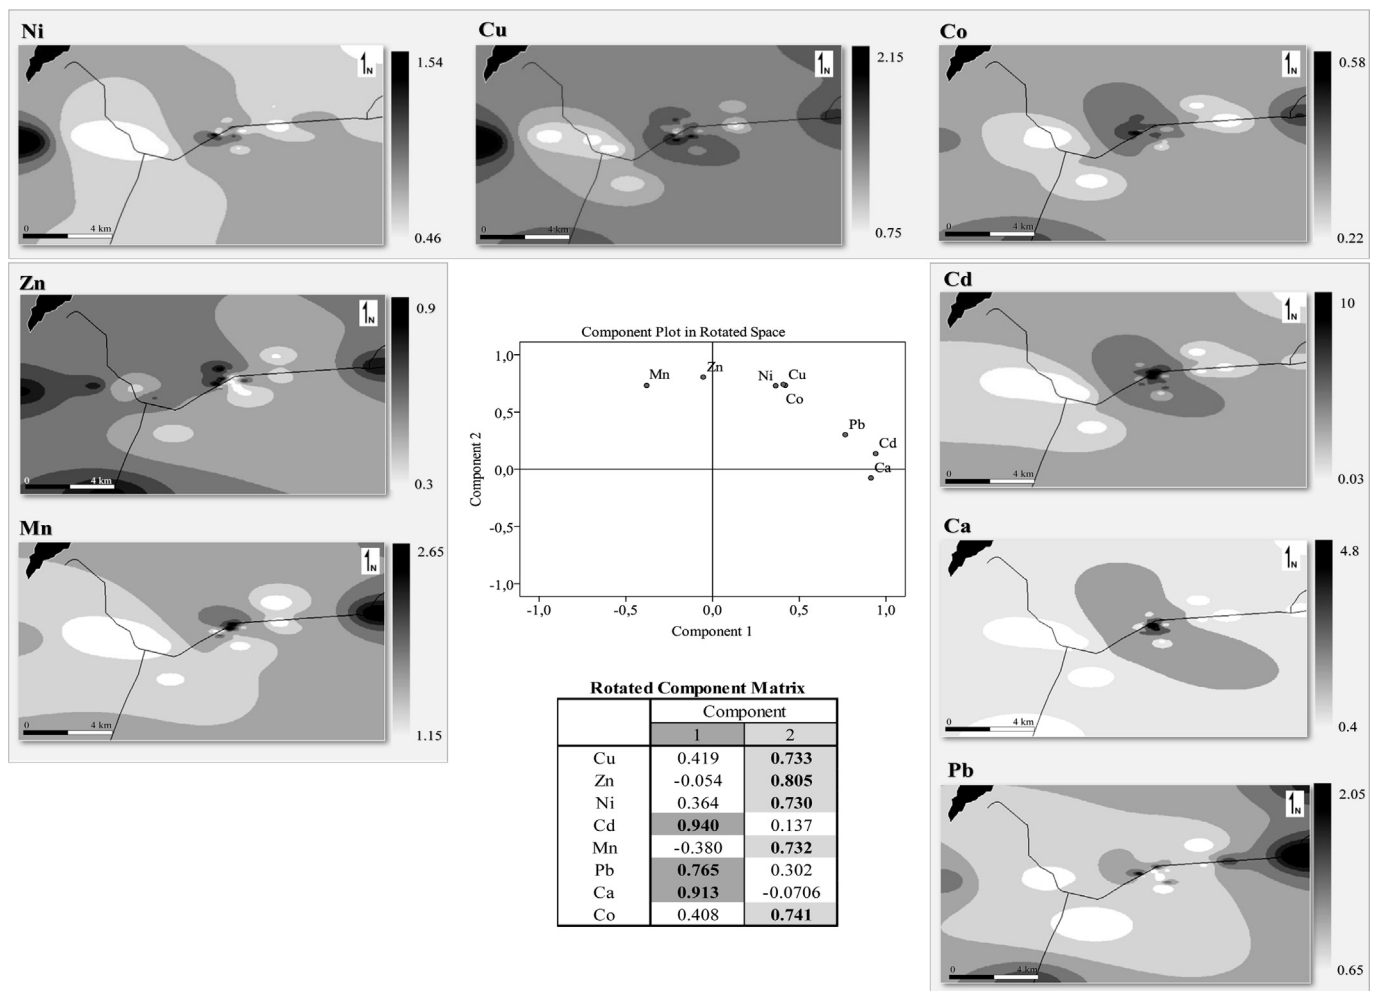 Ni
N
1.54
0.46
0
4 km
Cu
N
2.15
0.75
0
4 km
Co
N
0.58
0.22
0
4 km
Zn
N
0.9
0.3
0
4 km
Mn
N
2.65
1.15
0
4 km
Component Plot in Rotated Space
Component 2
1,0
0,5
0,0
-0,5
-1,0
Mn
Zn
Ni
Cu
Co
Pb
Cd
Ca
-1,0 -0,5 0,0 0,5 1,0
Component 1
Rotated Component Matrix
Component
1 2
Cu 0.419 0.733
Zn -0.054 0.805
Ni 0.364 0.730
Cd 0.940 0.137
Mn -0.380 0.732
Pb 0.765 0.302
Ca 0.913 -0.0706
Co 0.408 0.741
Cd
N
10
0.03
0
4 km
Ca
N
4.8
0.4
0
4 km
Pb
N
2.05
0.65
0
4 km